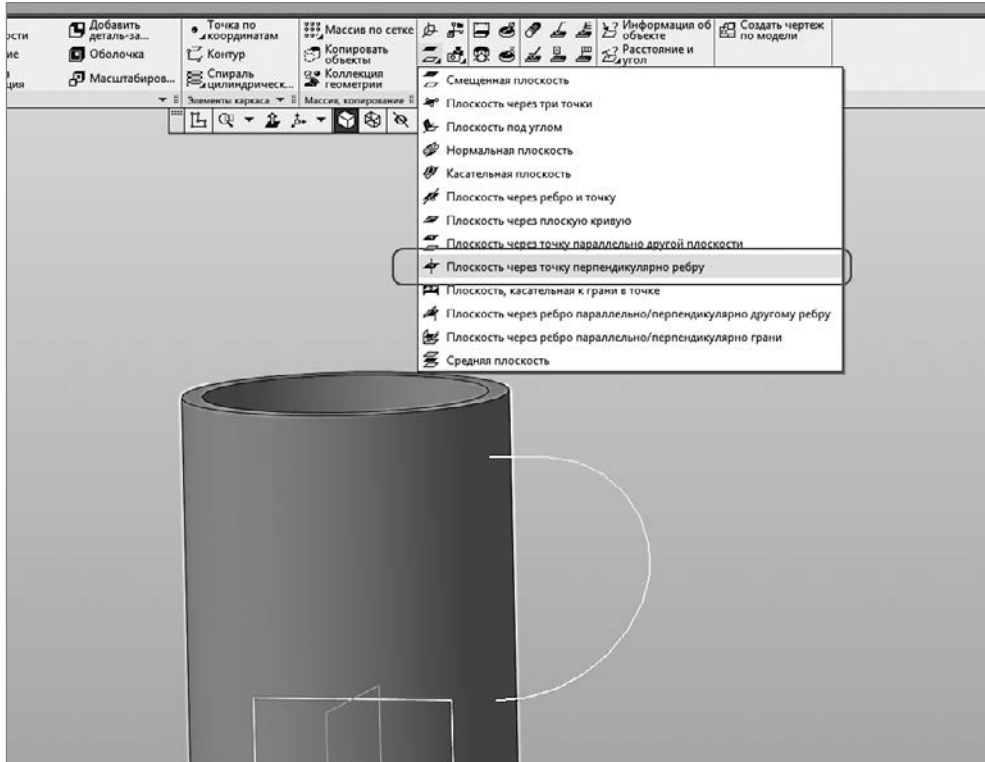 ости
Добавить
деталь-за...
Точка по
координатам
Массив по сетке
Информация об
объекте
Создать чертеж
по модели
ие
Оболочка
Контур
Копировать
объекты
Расстояние и
угол
ция
Масштабиров...
Спираль
цилиндрическ...
Коллекция
геометрии
Элементы каркаса
Массив, копирование
Смещенная плоскость
Плоскость через три точки
Плоскость под углом
Нормальная плоскость
Касательная плоскость
Плоскость через ребро и точку
Плоскость через плоскую кривую
Плоскость через точку параллельно другой плоскости
Плоскость через точку перпендикулярно ребру
Плоскость, касательная к грани в точке
Плоскость через ребро параллельно/перпендикулярно другому ребру
Плоскость через ребро параллельно/перпендикулярно грани
Средняя плоскость